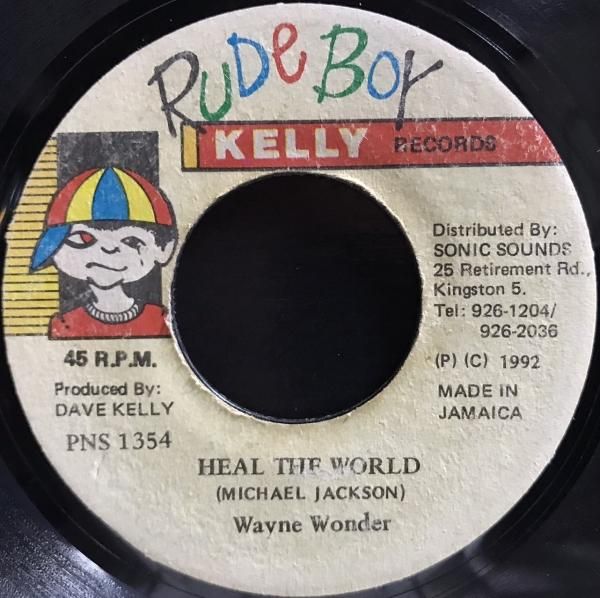 RUDE BOY
KELLY RECORDS
Distributed By:
SONIC SOUNDS
25 Retirement Rd.,
Kingston 5.
Tel: 926-1204/
926-2036
45 R.P.M.
(P) (C) 1992
Produced By:
DAVE KELLY
MADE IN
JAMAICA
PNS 1354
HEAL THE WORLD
(MICHAEL JACKSON)
Wayne Wonder